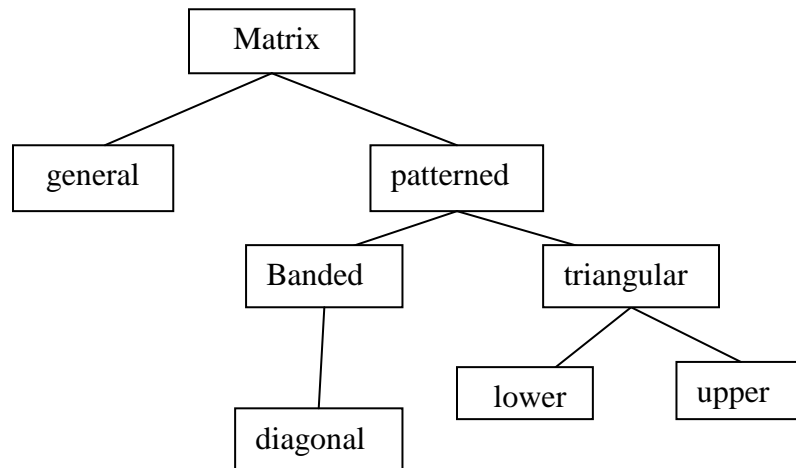 Matrix
general
patterned
Banded
triangular
lower
upper
diagonal